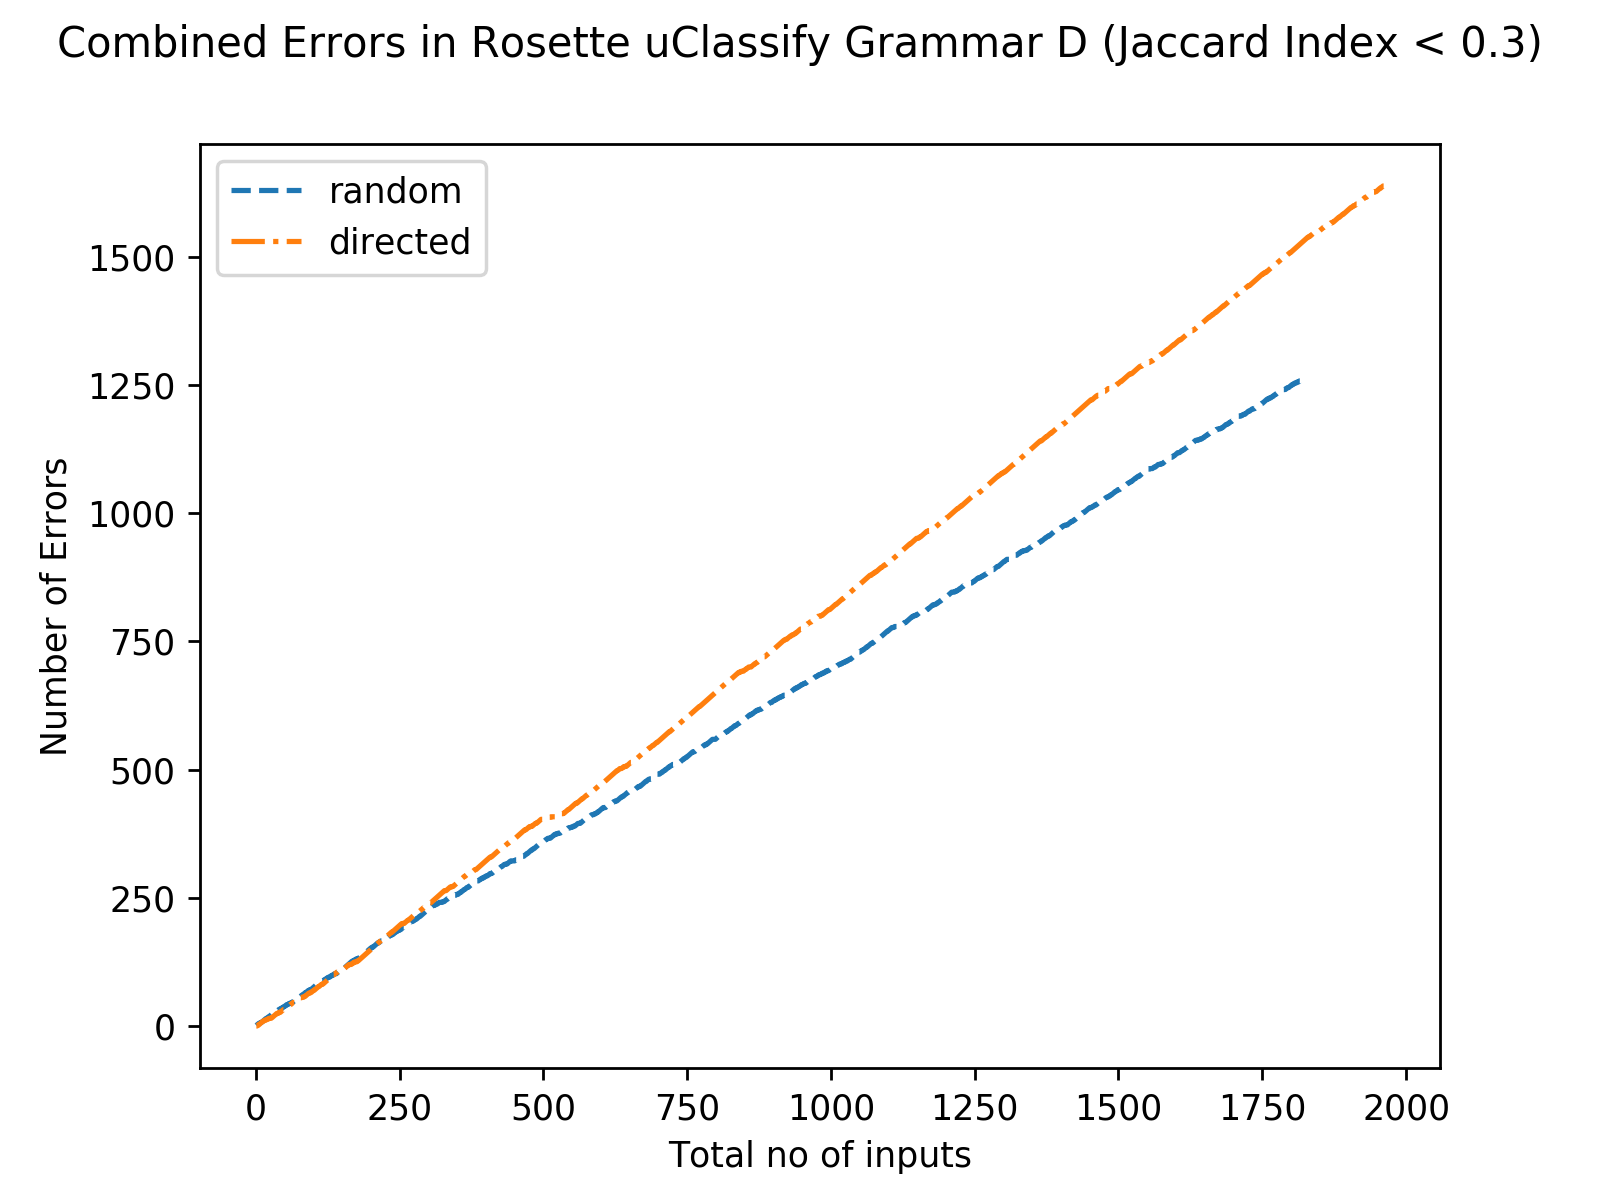 Combined Errors in Rosette uClassify Grammar D (Jaccard Index < 0.3)
random
directed
Number of Errors
1500
1250
1000
750
500
250
0
0 250 500 750 1000 1250 1500 1750 2000
Total no of inputs